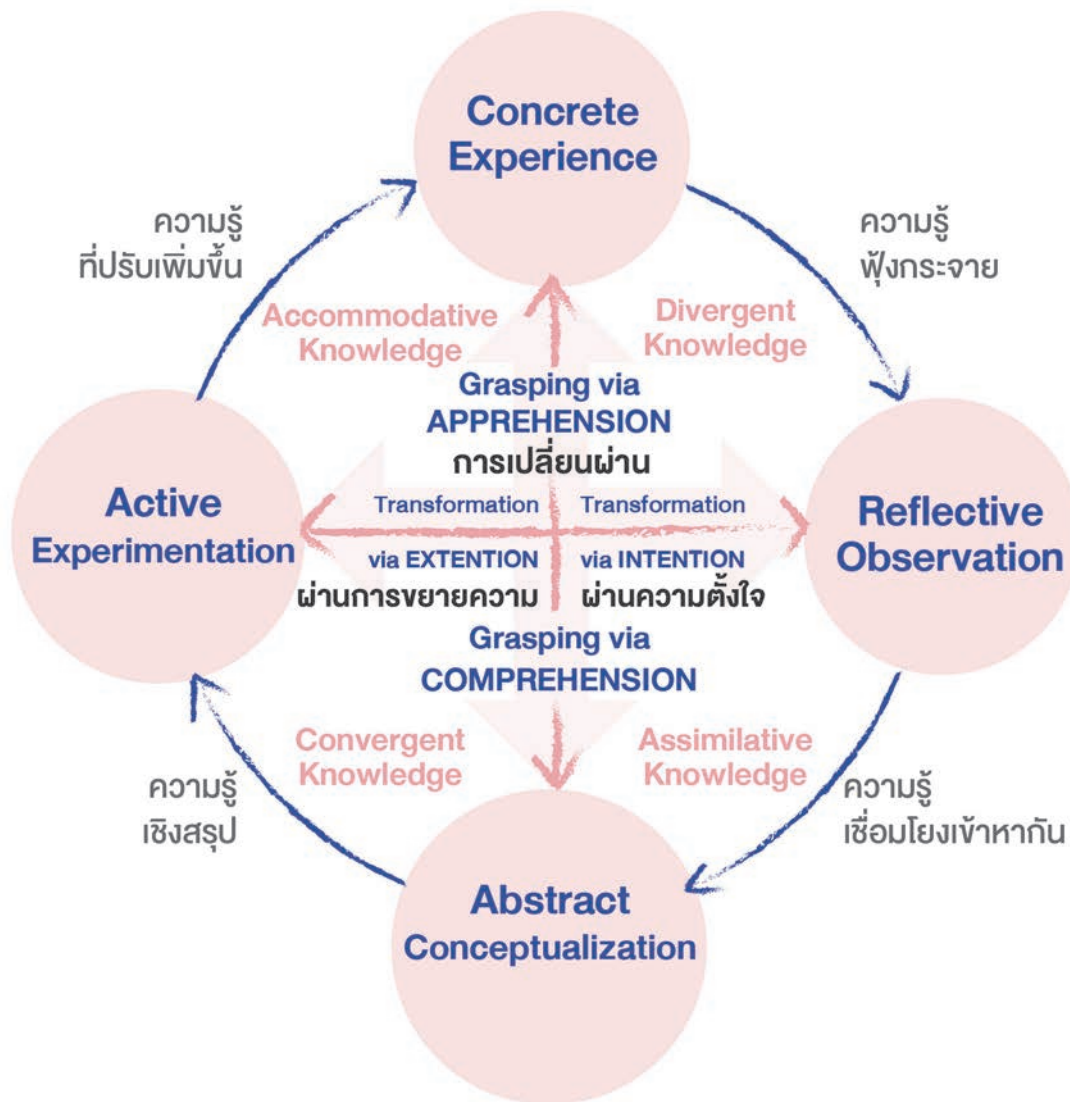 Concrete
Experience
ความรู้
ที่ปรับเพิ่มขึ้น
ความรู้
ฟุ้งกระจาย
Accommodative
Knowledge
Divergent
Knowledge
Grasping via
APPREHENSION
การเปลี่ยนผ่าน
Active
Experimentation
Transformation
via EXTENTION
ผ่านการขยายความ
Transformation
via INTENTION
ผ่านความตั้งใจ
Reflective
Observation
Grasping via
COMPREHENSION
Convergent
Knowledge
Assimilative
Knowledge
ความรู้
เชิงสรุป
ความรู้
เชื่อมโยงเข้าหากัน
Abstract
Conceptualization